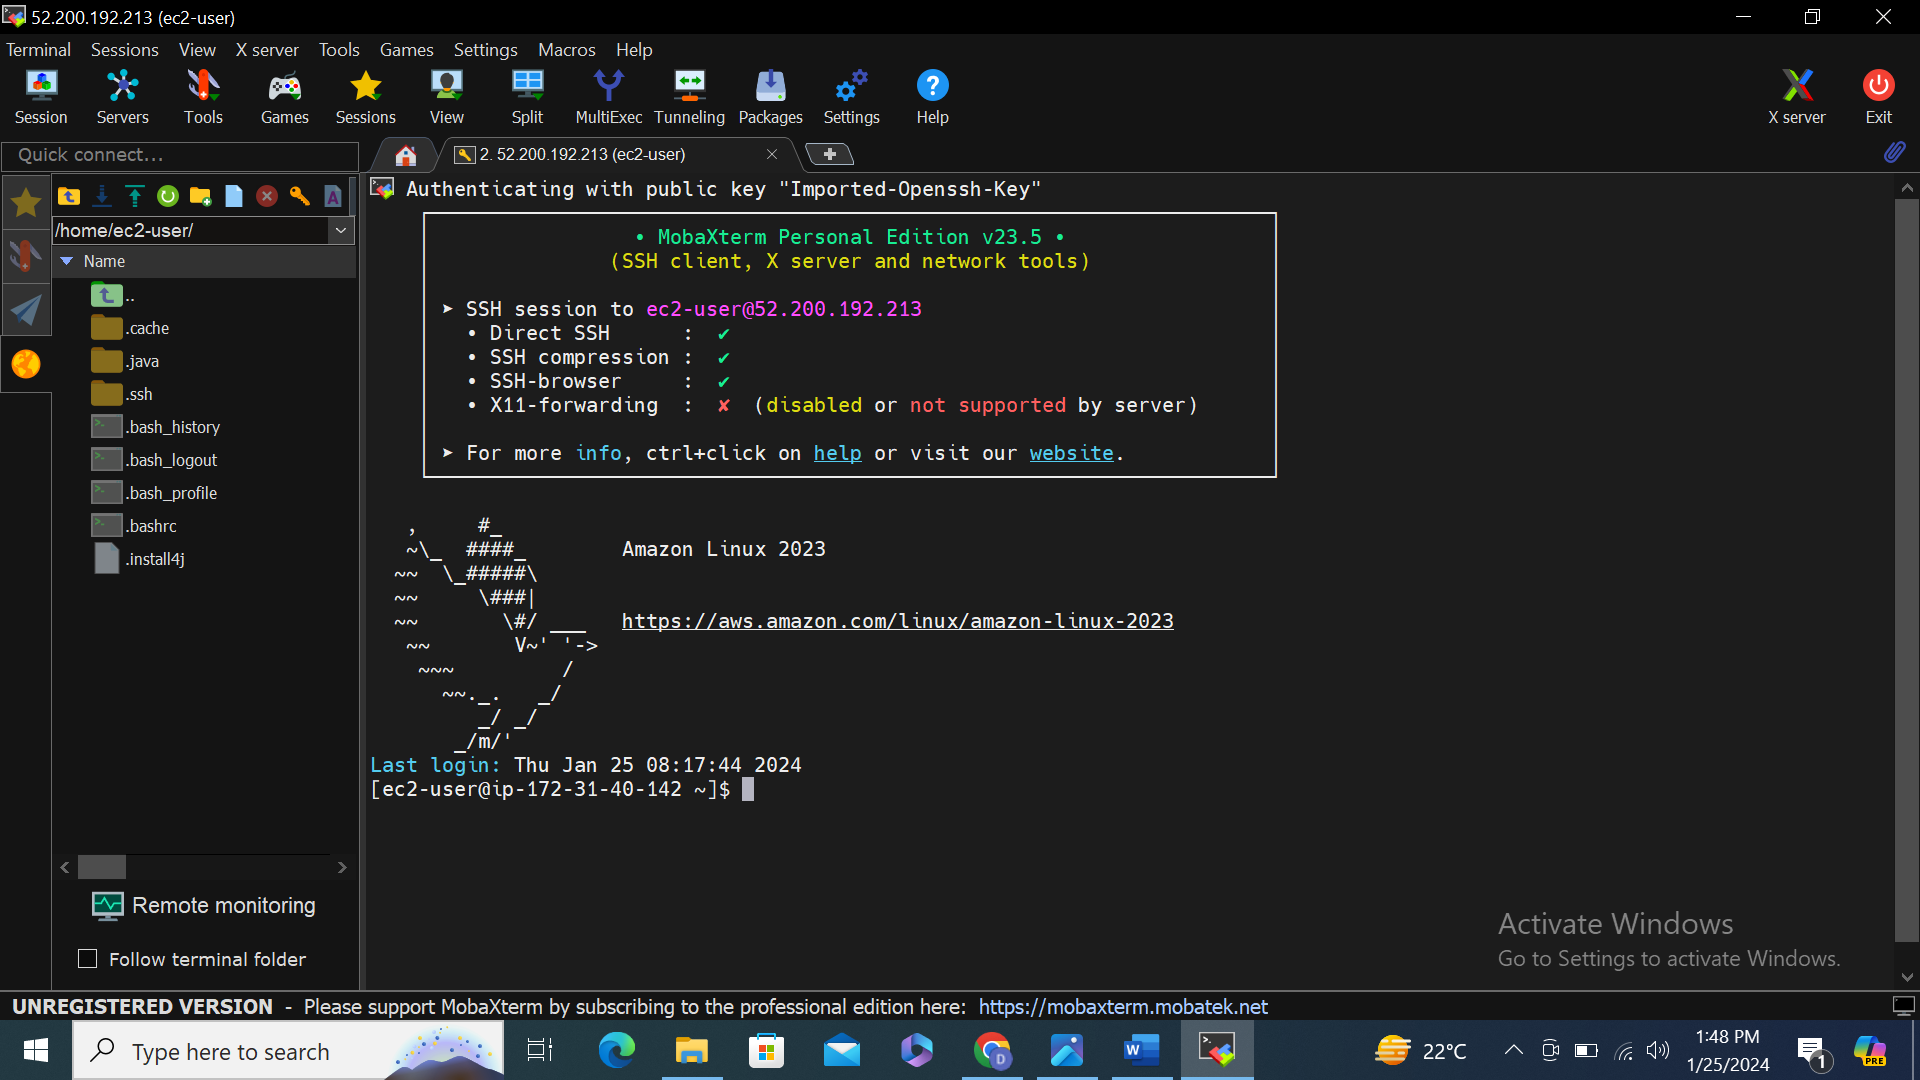 52.200.192.213 (ec2-user)
Terminal Sessions View X server Tools Games Settings Macros Help
Session Servers Tools Games Sessions View Split MultiExec Tunneling Packages Settings Help X server Exit
Quick connect...
2. 52.200.192.213 (ec2-user)
/home/ec2-user/
Name
..
.cache
.java
.ssh
.bash_history
.bash_logout
.bash_profile
.bashrc
.install4j
Remote monitoring
Follow terminal folder
Authenticating with public key "Imported-Openssh-Key"
• MobaXterm Personal Edition v23.5 •
(SSH client, X server and network tools)
➤ SSH session to ec2-user@52.200.192.213
• Direct SSH : ✔
• SSH compression : ✔
• SSH-browser : ✔
• X11-forwarding : ✘ (disabled or not supported by server)
➤ For more info, ctrl+click on help or visit our website.
   ,     #_
   ~\_  ####_        Amazon Linux 2023
  ~~  \_#####\
  ~~     \###|
  ~~       \#/ ___   https://aws.amazon.com/linux/amazon-linux-2023
   ~~       V~' '->
    ~~~         /
      ~~._.   _/
         _/ _/
       _/m/'
Last login: Thu Jan 25 08:17:44 2024
[ec2-user@ip-172-31-40-142 ~]$
Activate Windows
Go to Settings to activate Windows.
UNREGISTERED VERSION - Please support MobaXterm by subscribing to the professional edition here: https://mobaxterm.mobatek.net
Type here to search
22°C
1:48 PM
1/25/2024
1
PRE